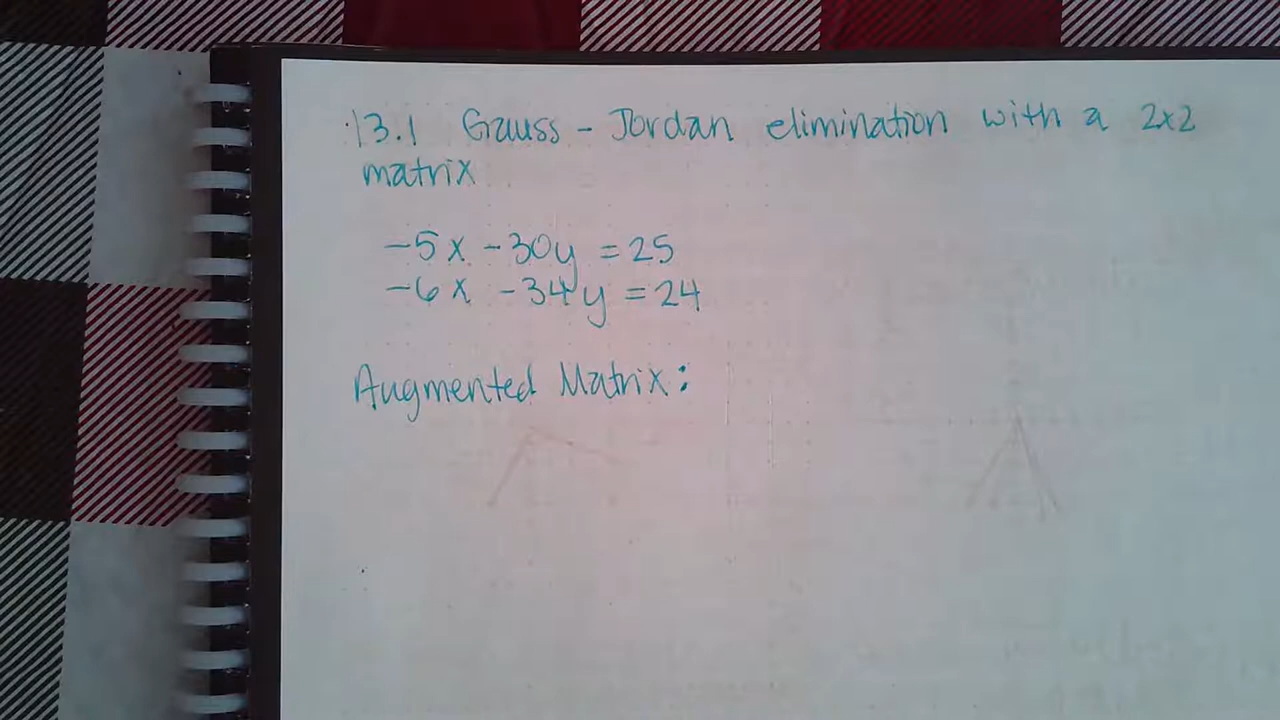 13.1 Gauss - Jordan elimination with a 2x2
matrix
-5x -30y = 25
-6x -34y = 24
Augmented Matrix: